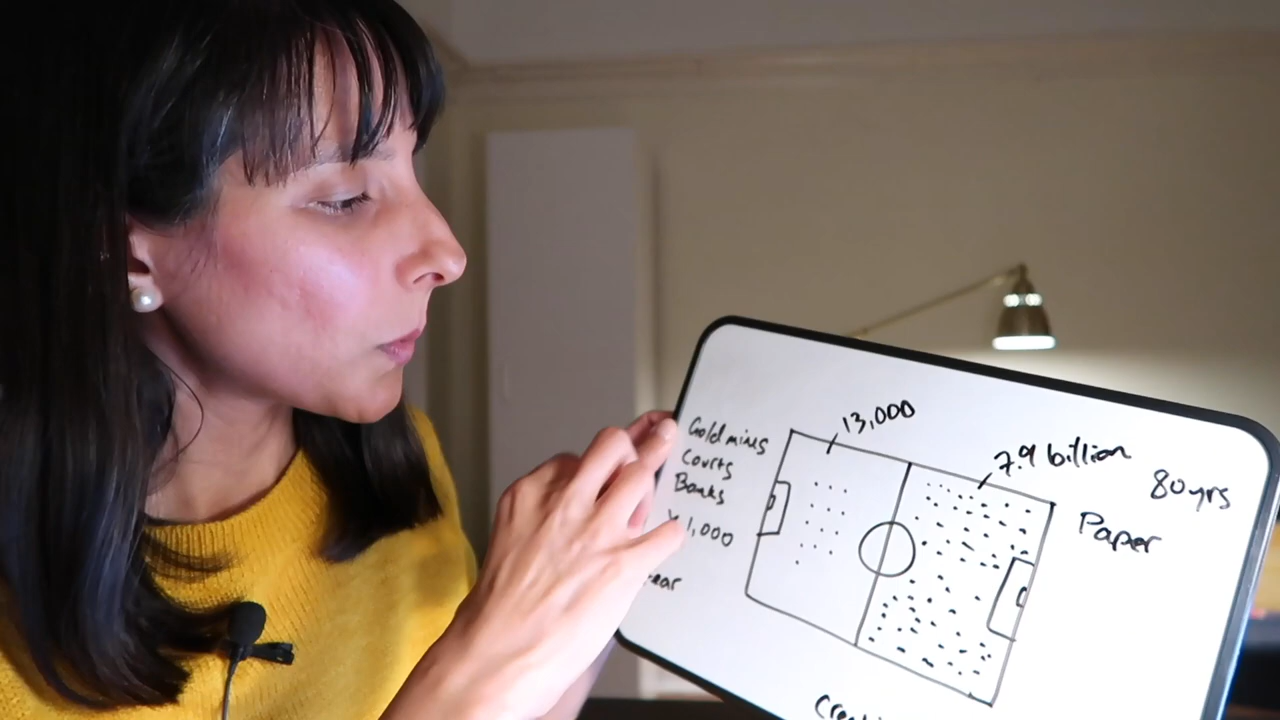 13,000
7.9 billion
80yrs
Gold mines
Courts
Banks
1,000
Paper